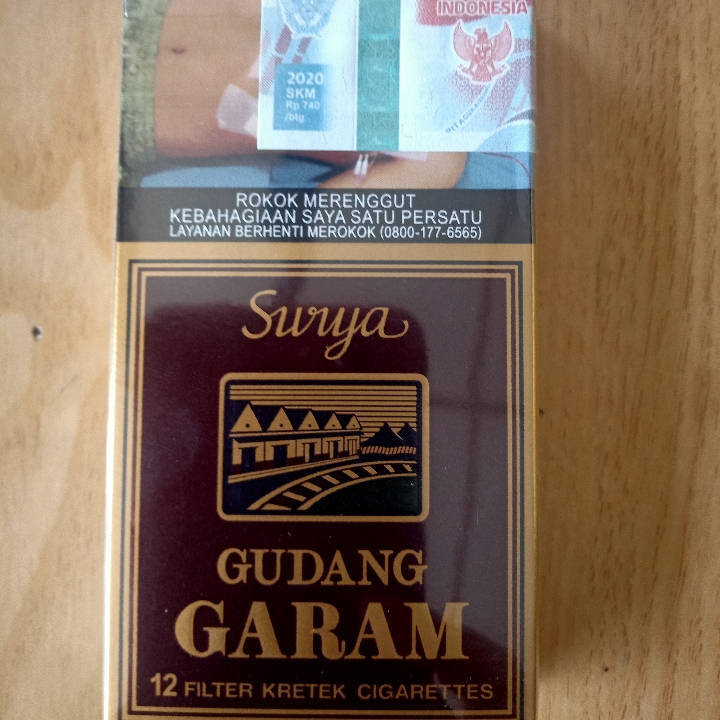 INDONESIA
2020
SKM
Rp 740
/btg
ROKOK MERENGGUT
KEBAHAGIAAN SAYA SATU PERSATU
LAYANAN BERHENTI MEROKOK (0800-177-6565)
Surya
GUDANG
GARAM
12 FILTER KRETEK CIGARETTES